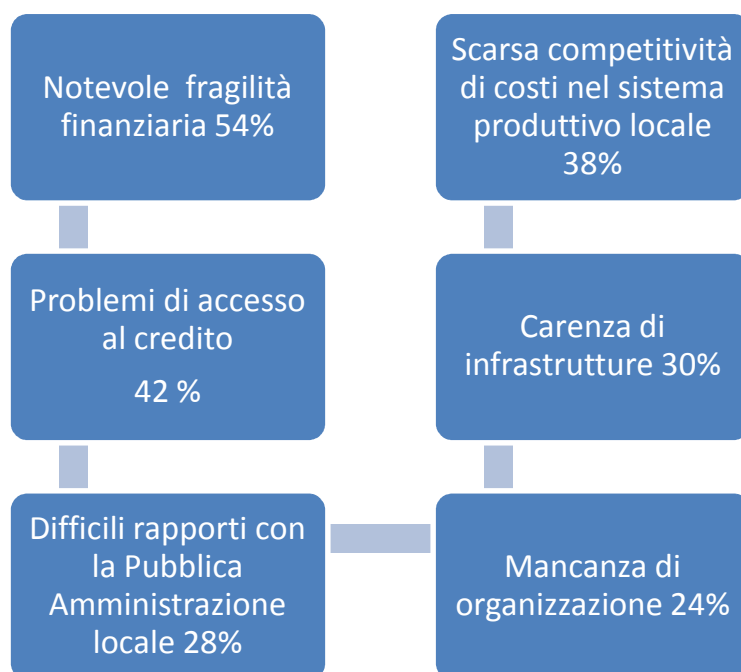 Notevole fragilità
finanziaria 54%
Problemi di accesso
al credito
42 %
Difficili rapporti con
la Pubblica
Amministrazione
locale 28%
Mancanza di
organizzazione 24%
Carenza di
infrastrutture 30%
Scarsa competitività
di costi nel sistema
produttivo locale
38%